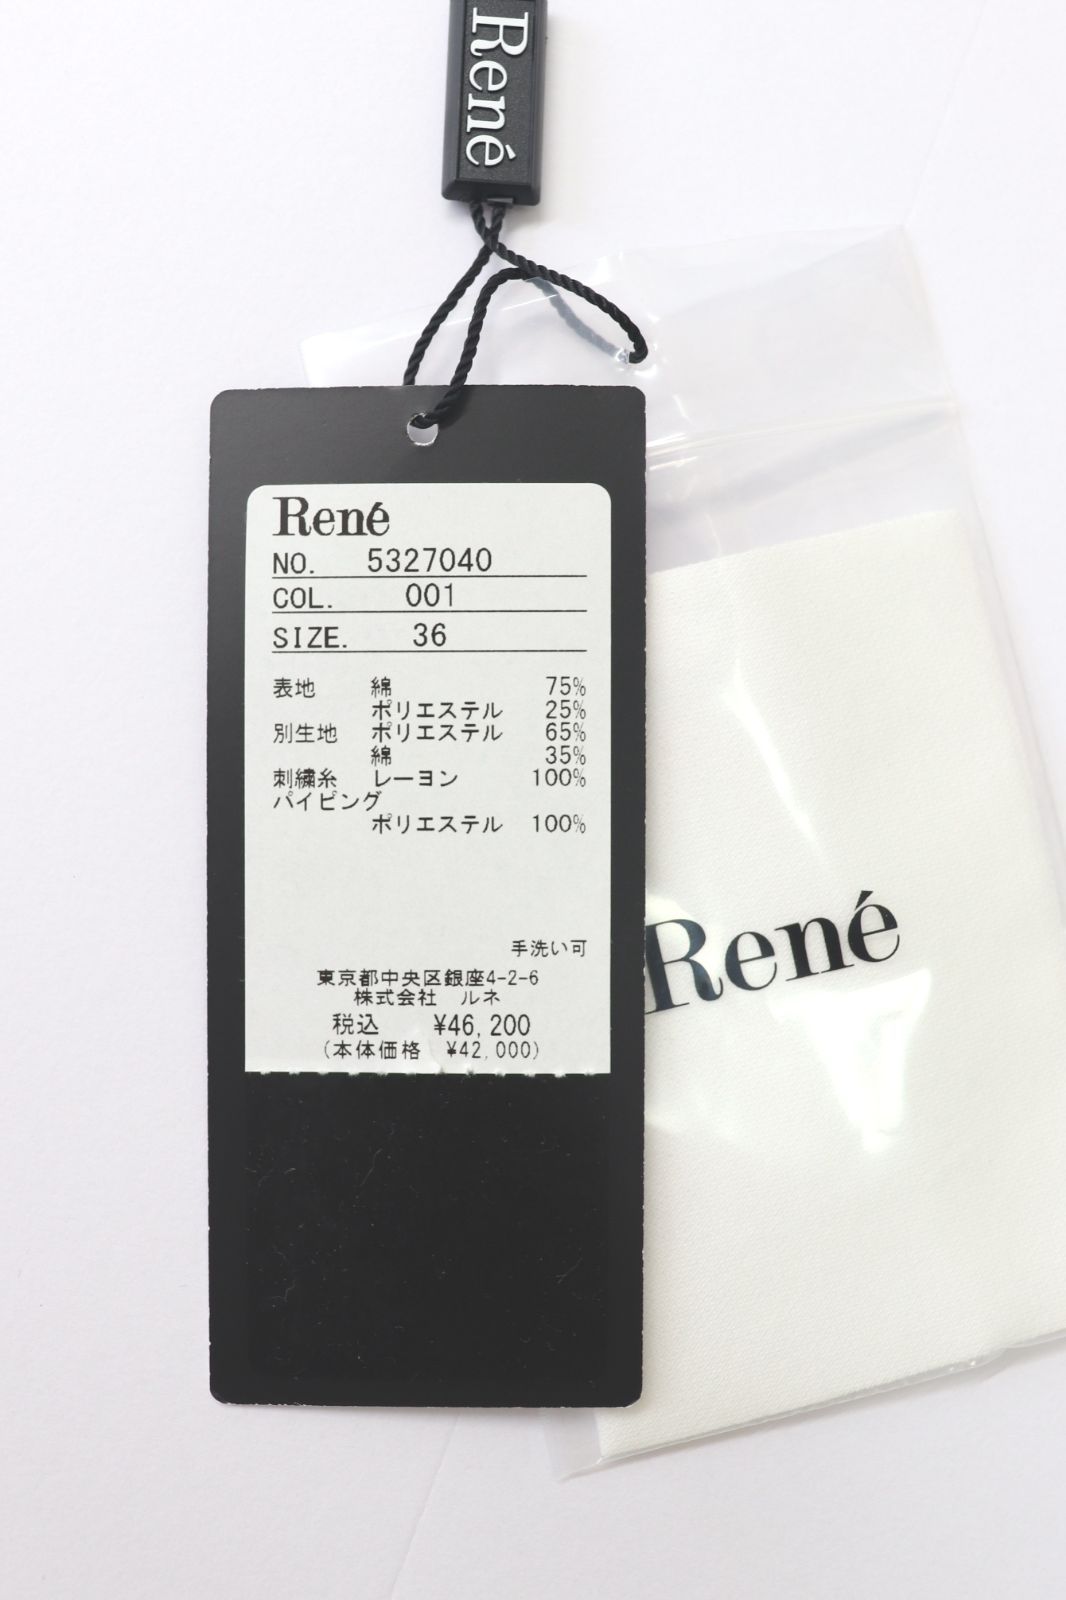 René
René
NO. 5327040
COL. 001
SIZE. 36
表地 綿 75%
ポリエステル 25%
別生地 ポリエステル 65%
綿 35%
刺繍糸 レーヨン 100%
パイピング
ポリエステル 100%
手洗い可
東京都中央区銀座4-2-6
株式会社 ルネ
税込 ¥46,200
(本体価格 ¥42,000)
René